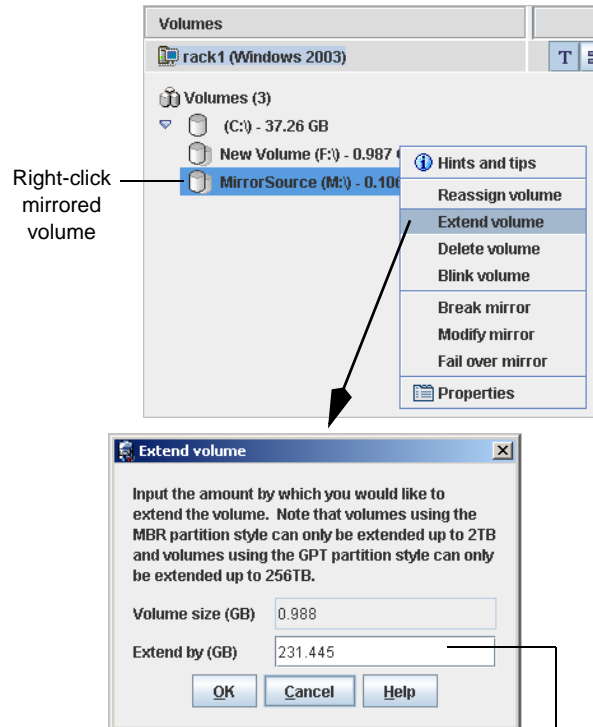 Volumes
rack1 (Windows 2003)
T
Volumes (3)
(C:\) - 37.26 GB
New Volume (F:\) - 0.987
MirrorSource (M:\) - 0.106
Right-click
mirrored
volume
Hints and tips
Reassign volume
Extend volume
Delete volume
Blink volume
Break mirror
Modify mirror
Fail over mirror
Properties
Extend volume
Input the amount by which you would like to
extend the volume. Note that volumes using the
MBR partition style can only be extended up to 2TB
and volumes using the GPT partition style can only
be extended up to 256TB.
Volume size (GB) 0.988
Extend by (GB) 231.445
OK Cancel Help